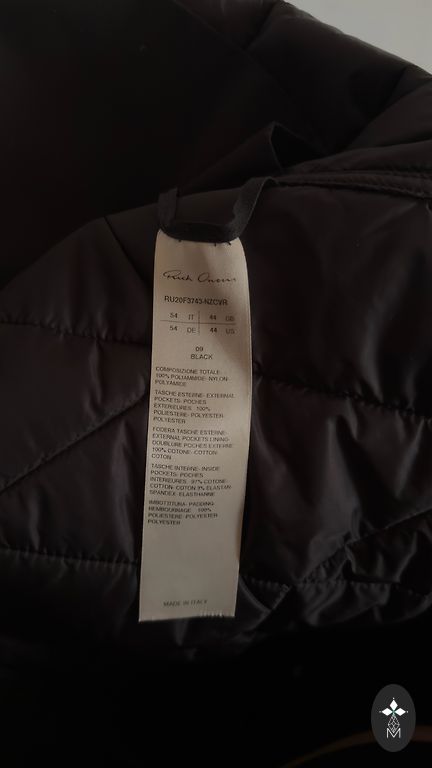 Rick Owens
RU20F3743-NZCVR
54 IT 44 GB
54 DE 44 US
09
BLACK
COMPOSIZIONE TOTALE:
100% POLIAMMIDE- NYLON-
POLYAMIDE
TASCHE ESTERNE- EXTERNAL
POCKETS- POCHES
EXTERIEURES: 100%
POLIESTERE- POLYESTER-
POLYESTER
FODERA TASCHE ESTERNE-
EXTERNAL POCKETS LINING-
DOUBLURE POCHES EXTERNE:
100% COTONE- COTTON-
COTON
TASCHE INTERNE- INSIDE
POCKETS- POCHES
INTERIEURES: 97% COTONE-
COTTON- COTON 3% ELASTAN-
SPANDEX- ELASTHANNE
IMBOTTITURA- PADDING-
REMBOURRAGE: 100%
POLIESTERE- POLYESTER-
POLYESTER
MADE IN ITALY
M